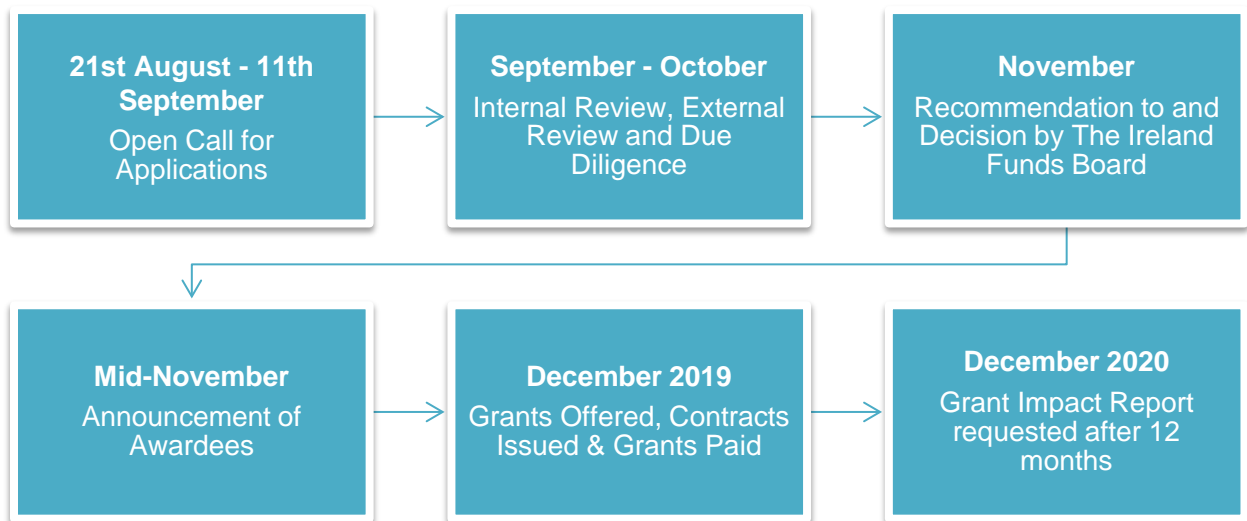 21st August - 11th
September
Open Call for
Applications
September - October
Internal Review, External
Review and Due
Diligence
November
Recommendation to and
Decision by The Ireland
Funds Board
Mid-November
Announcement of
Awardees
December 2019
Grants Offered, Contracts
Issued & Grants Paid
December 2020
Grant Impact Report
requested after 12
months